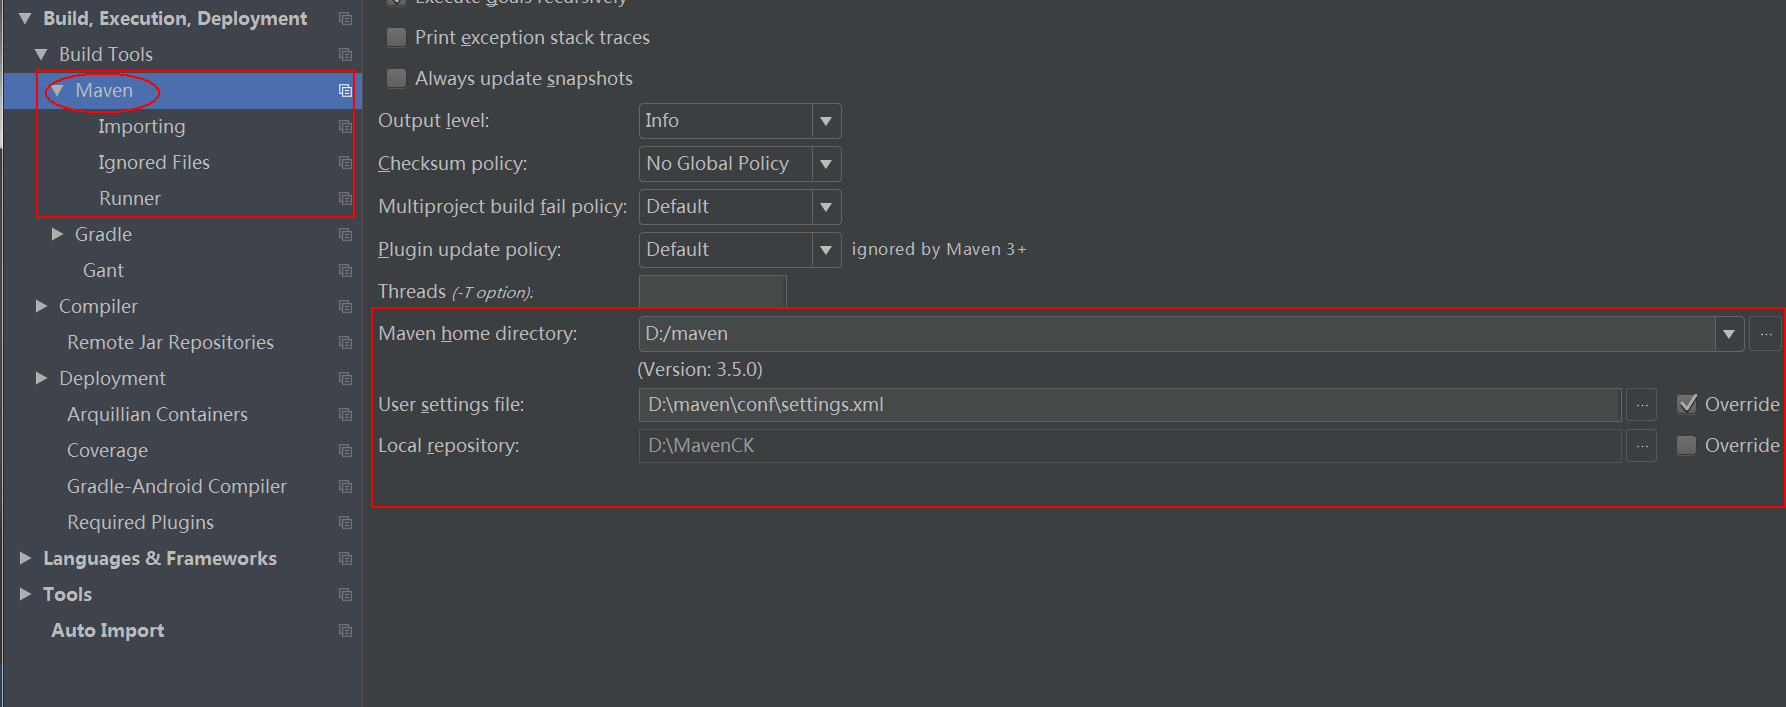 Build, Execution, Deployment
Build Tools
Maven
Importing
Ignored Files
Runner
Gradle
Gant
Compiler
Remote Jar Repositories
Deployment
Arquillian Containers
Coverage
Gradle-Android Compiler
Required Plugins
Languages & Frameworks
Tools
Auto Import
Execute goals recursively
Print exception stack traces
Always update snapshots
Output level: Info
Checksum policy: No Global Policy
Multiproject build fail policy: Default
Plugin update policy: Default ignored by Maven 3+
Threads (-T option):
Maven home directory: D:/maven ...
(Version: 3.5.0)
User settings file: D:\maven\conf\settings.xml ... Override
Local repository: D:\MavenCK ... Override